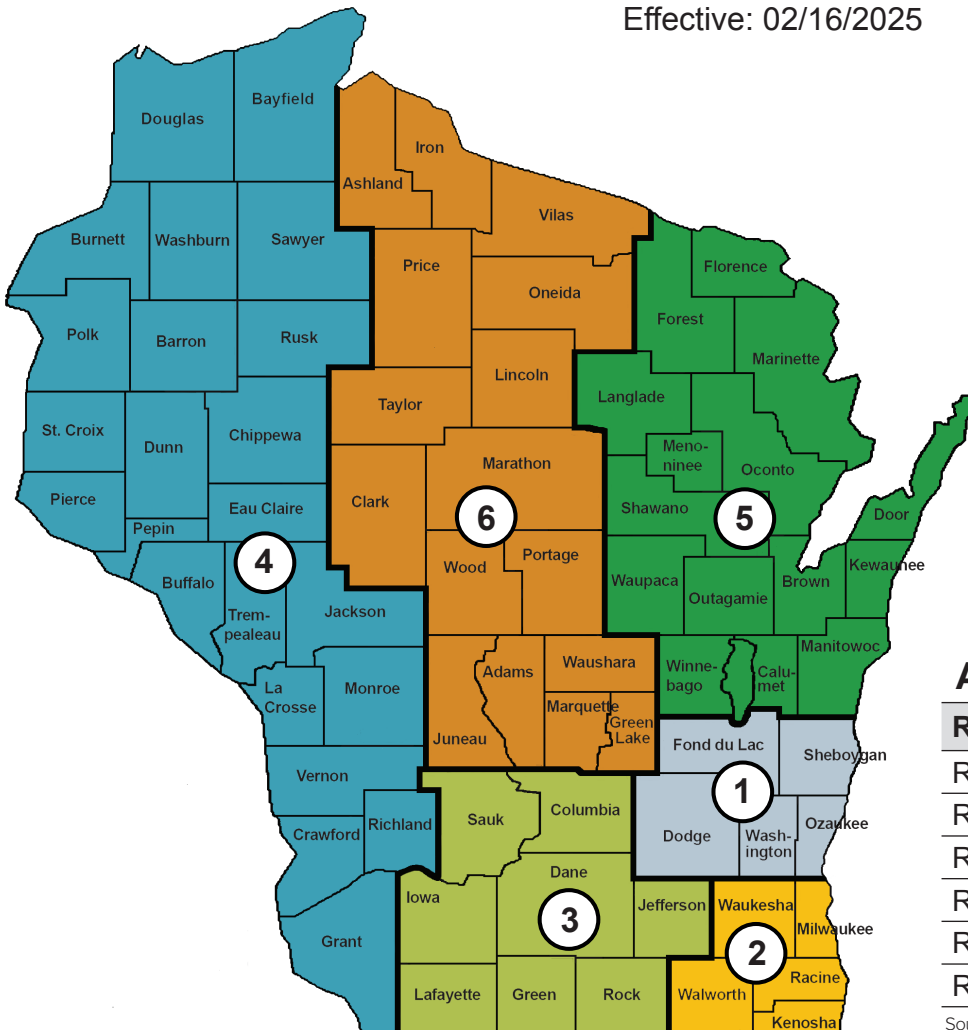 Effective: 02/16/2025
Bayfield
Douglas
Iron
Ashland
Vilas
Burnett
Washburn
Sawyer
Price
Florence
Oneida
Forest
Polk
Barron
Rusk
Marinette
Lincoln
Langlade
Taylor
St. Croix
Dunn
Chippewa
Meno-
ninee
Marathon
Oconto
Pierce
Clark
Eau Claire
6
Shawano
5
Door
Pepin
4
Wood
Portage
Kewaunee
Buffalo
Waupaca
Brown
Outagamie
Trem-
pealeau
Jackson
Manitowoc
Adams
Waushara
Winne-
bago
Calu-
met
La
Crosse
Monroe
Marquette
Green
Lake
Juneau
Fond du Lac
Sheboygan
A
R
Vernon
R
1
Sauk
Columbia
R
Crawford
Richland
Dodge
Wash-
ington
Ozaukee
R
Dane
Iowa
Jefferson
Waukesha
R
3
Milwaukee
R
Grant
2
Racine
R
Lafayette
Green
Rock
Walworth
Kenosha
Sou